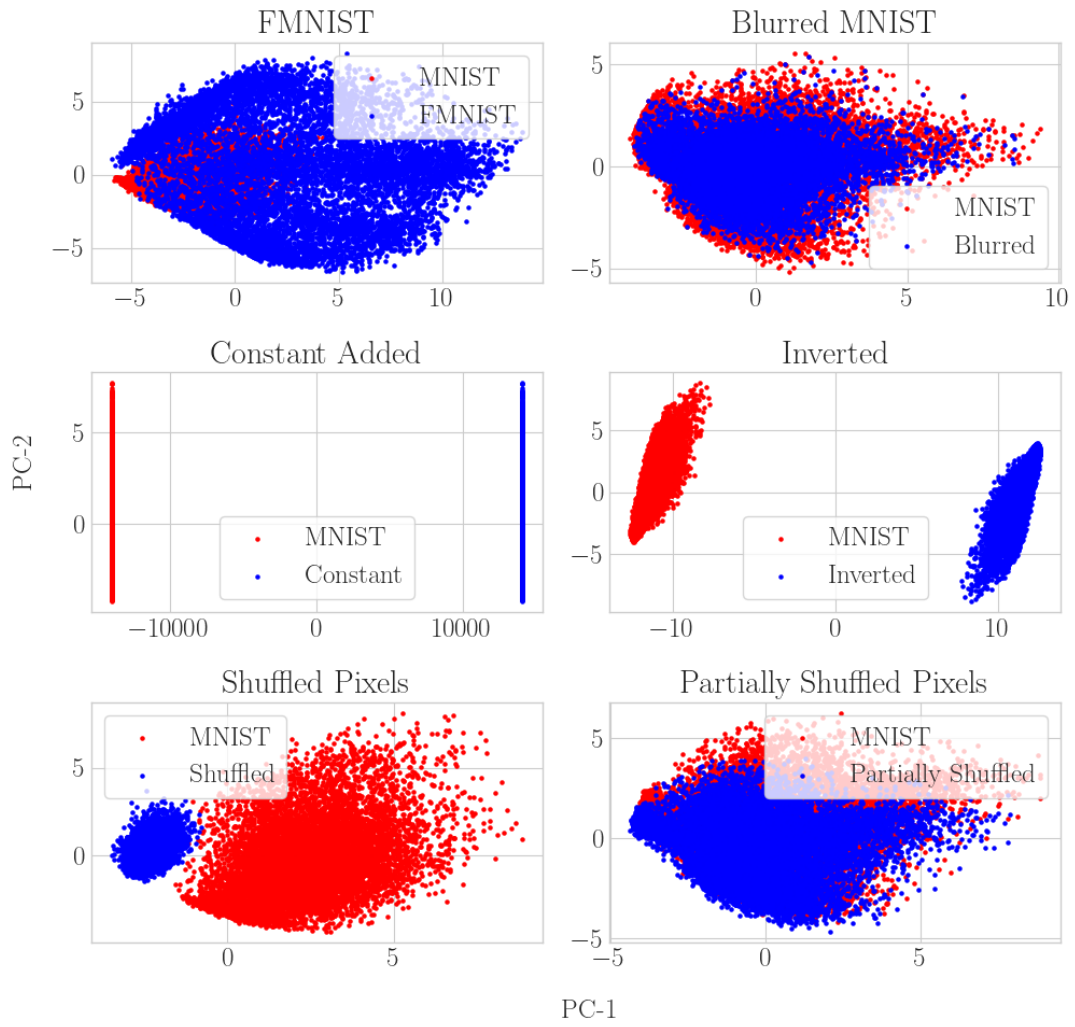 FMNIST
MNIST
FMNIST
5
0
−5
−5
0
5
10
Blurred MNIST
MNIST
Blurred
5
0
−5
0
5
10
Constant Added
MNIST
Constant
5
0
−10000
0
10000
Inverted
MNIST
Inverted
5
0
−5
−10
0
10
PC-2
Shuffled Pixels
MNIST
Shuffled
5
0
0
5
Partially Shuffled Pixels
MNIST
Partially Shuffled
5
0
−5
−5
0
5
PC-1